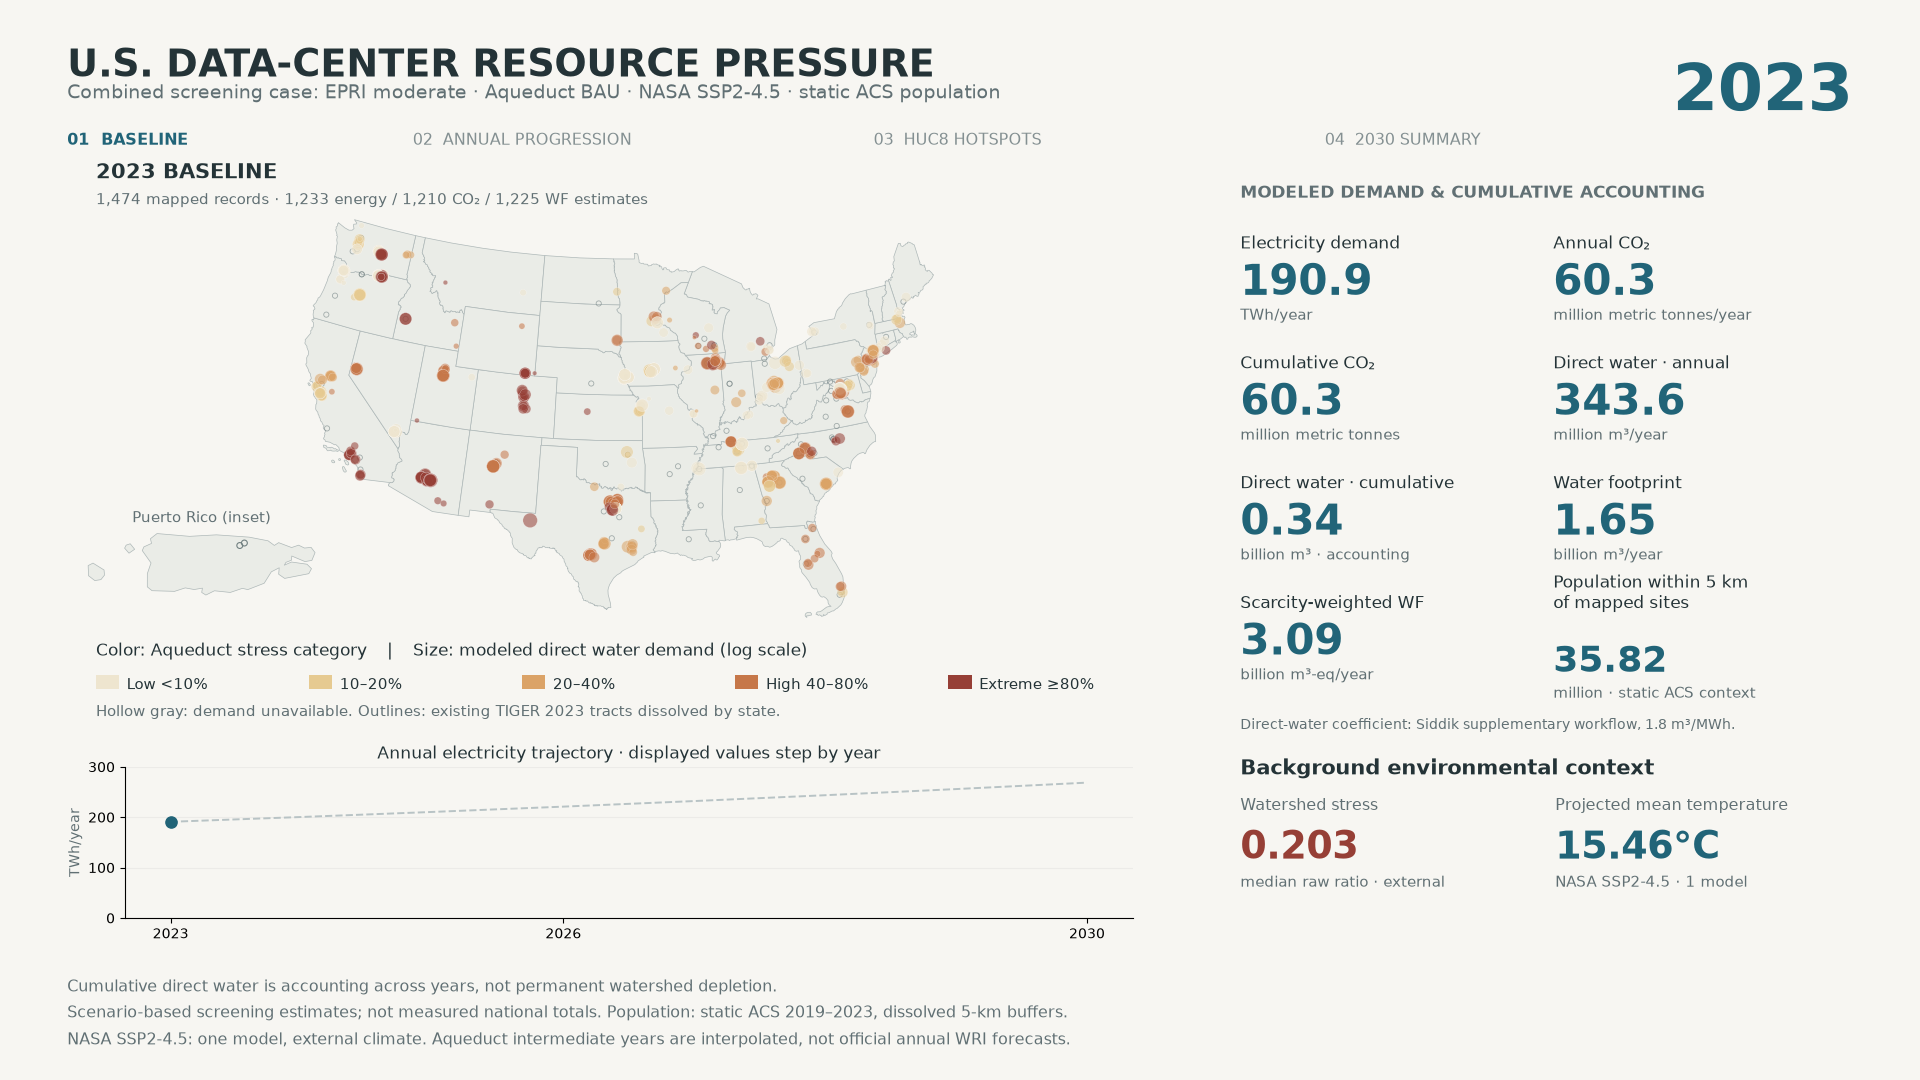 U.S. DATA-CENTER RESOURCE PRESSURE
Combined screening case: EPRI moderate · Aqueduct BAU · NASA SSP2-4.5 · static ACS population
2023
01 BASELINE
02 ANNUAL PROGRESSION
03 HUC8 HOTSPOTS
04 2030 SUMMARY
2023 BASELINE
1,474 mapped records · 1,233 energy / 1,210 CO₂ / 1,225 WF estimates
Puerto Rico (inset)
Color: Aqueduct stress category | Size: modeled direct water demand (log scale)
Low <10%
10–20%
20–40%
High 40–80%
Extreme ≥80%
Hollow gray: demand unavailable. Outlines: existing TIGER 2023 tracts dissolved by state.
Annual electricity trajectory · displayed values step by year
TWh/year
300
200
100
0
2023
2026
2030
MODELED DEMAND & CUMULATIVE ACCOUNTING
Electricity demand
190.9
TWh/year
Annual CO₂
60.3
million metric tonnes/year
Cumulative CO₂
60.3
million metric tonnes
Direct water · annual
343.6
million m³/year
Direct water · cumulative
0.34
billion m³ · accounting
Water footprint
1.65
billion m³/year
Scarcity-weighted WF
3.09
billion m³-eq/year
Population within 5 km
of mapped sites
35.82
million · static ACS context
Direct-water coefficient: Siddik supplementary workflow, 1.8 m³/MWh.
Background environmental context
Watershed stress
0.203
median raw ratio · external
Projected mean temperature
15.46°C
NASA SSP2-4.5 · 1 model
Cumulative direct water is accounting across years, not permanent watershed depletion.
Scenario-based screening estimates; not measured national totals. Population: static ACS 2019–2023, dissolved 5-km buffers.
NASA SSP2-4.5: one model, external climate. Aqueduct intermediate years are interpolated, not official annual WRI forecasts.